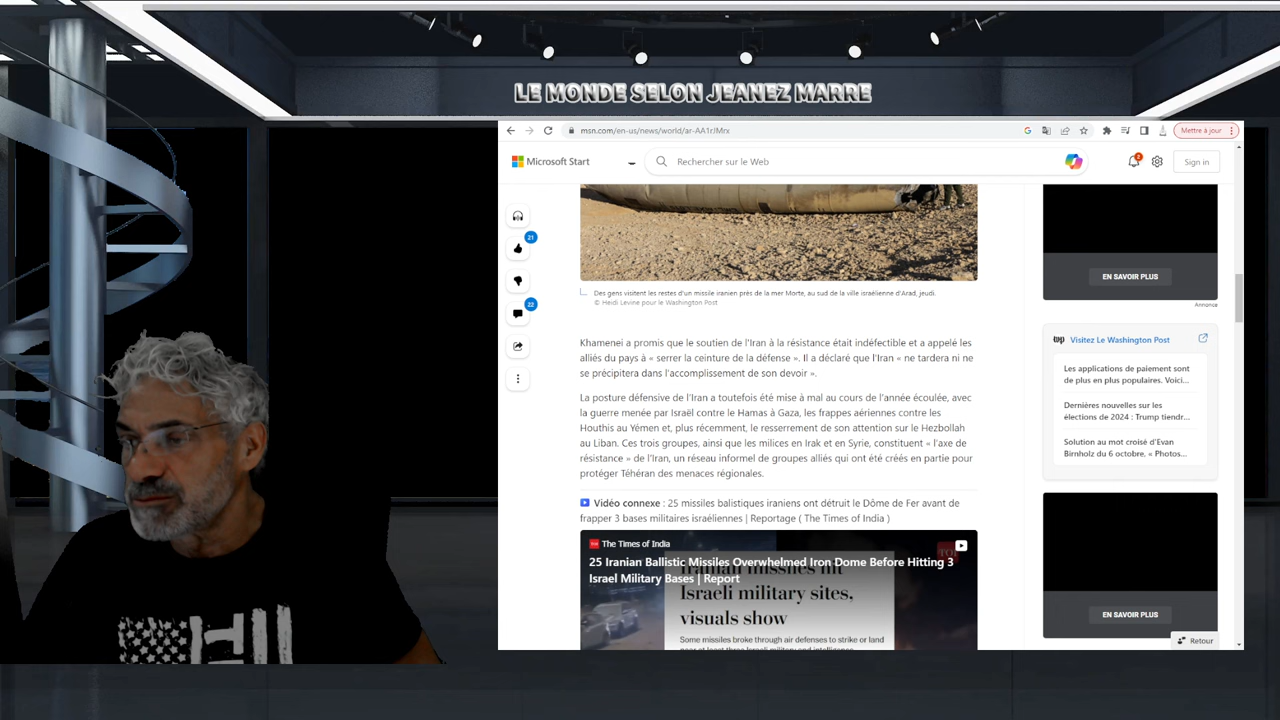 LE MONDE SELON JEANEZ MARRE
msn.com/en-us/news/world/ar-AA1rJMrx
Mettre à jour
Microsoft Start
Rechercher sur le Web
2
Sign in
21
22
Des gens visitent les restes d'un missile iranien près de la mer Morte, au sud de la ville israélienne d'Arad, jeudi.
© Heidi Levine pour le Washington Post
Khamenei a promis que le soutien de l'Iran à la résistance était indéfectible et a appelé les
alliés du pays à « serrer la ceinture de la défense ». Il a déclaré que l'Iran « ne tardera ni ne
se précipitera dans l'accomplissement de son devoir ».
La posture défensive de l'Iran a toutefois été mise à mal au cours de l'année écoulée, avec
la guerre menée par Israël contre le Hamas à Gaza, les frappes aériennes contre les
Houthis au Yémen et, plus récemment, le resserrement de son attention sur le Hezbollah
au Liban. Ces trois groupes, ainsi que les milices en Irak et en Syrie, constituent « l'axe de
résistance » de l'Iran, un réseau informel de groupes alliés qui ont été créés en partie pour
protéger Téhéran des menaces régionales.
Vidéo connexe : 25 missiles balistiques iraniens ont détruit le Dôme de Fer avant de
frapper 3 bases militaires israéliennes | Reportage ( The Times of India )
The Times of India
25 Iranian Ballistic Missiles Overwhelmed Iron Dome Before Hitting 3
Israel Military Bases | Report
Iranian missiles hit
Israeli military sites,
visuals show
Some missiles broke through air defenses to strike or land
EN SAVOIR PLUS
Annonce
wp Visitez Le Washington Post
Les applications de paiement sont
de plus en plus populaires. Voici...
Dernières nouvelles sur les
élections de 2024 : Trump tiendr...
Solution au mot croisé d'Evan
Birnholz du 6 octobre, « Photos...
EN SAVOIR PLUS
Retour